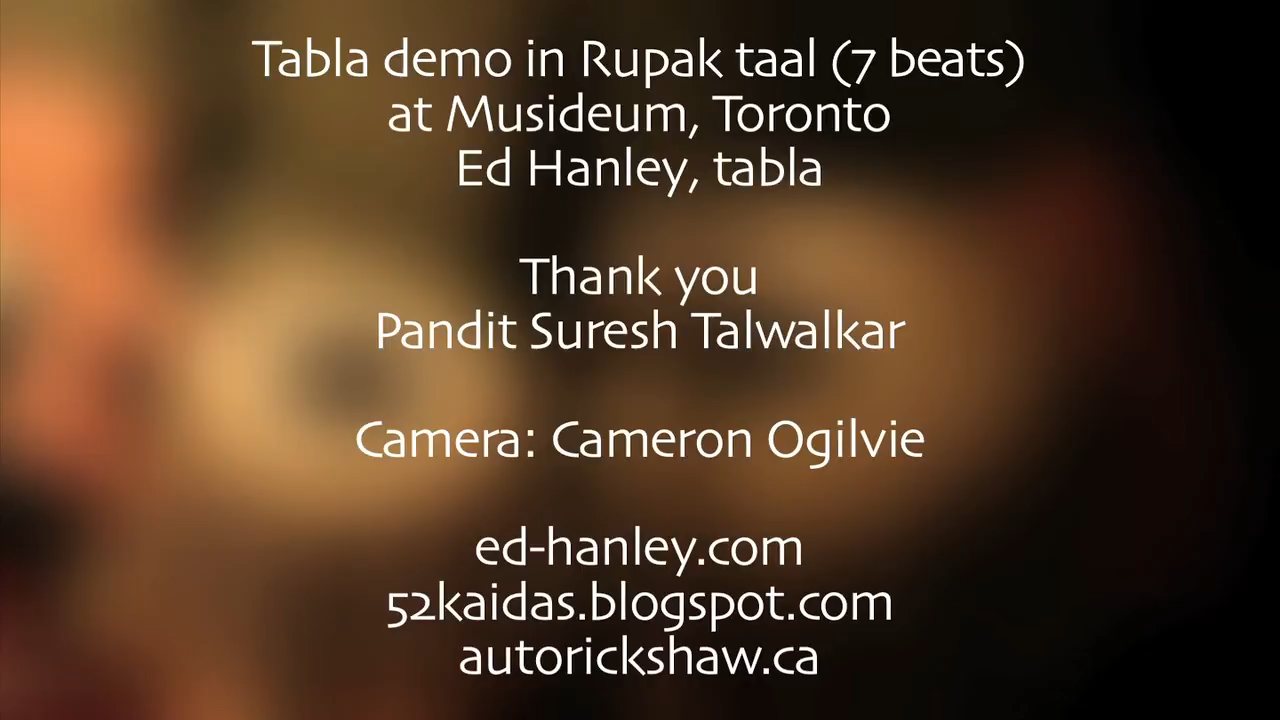 Tabla demo in Rupak taal (7 beats)
at Musideum, Toronto
Ed Hanley, tabla
Thank you
Pandit Suresh Talwalkar
Camera: Cameron Ogilvie
ed-hanley.com
52kaidas.blogspot.com
autorickshaw.ca